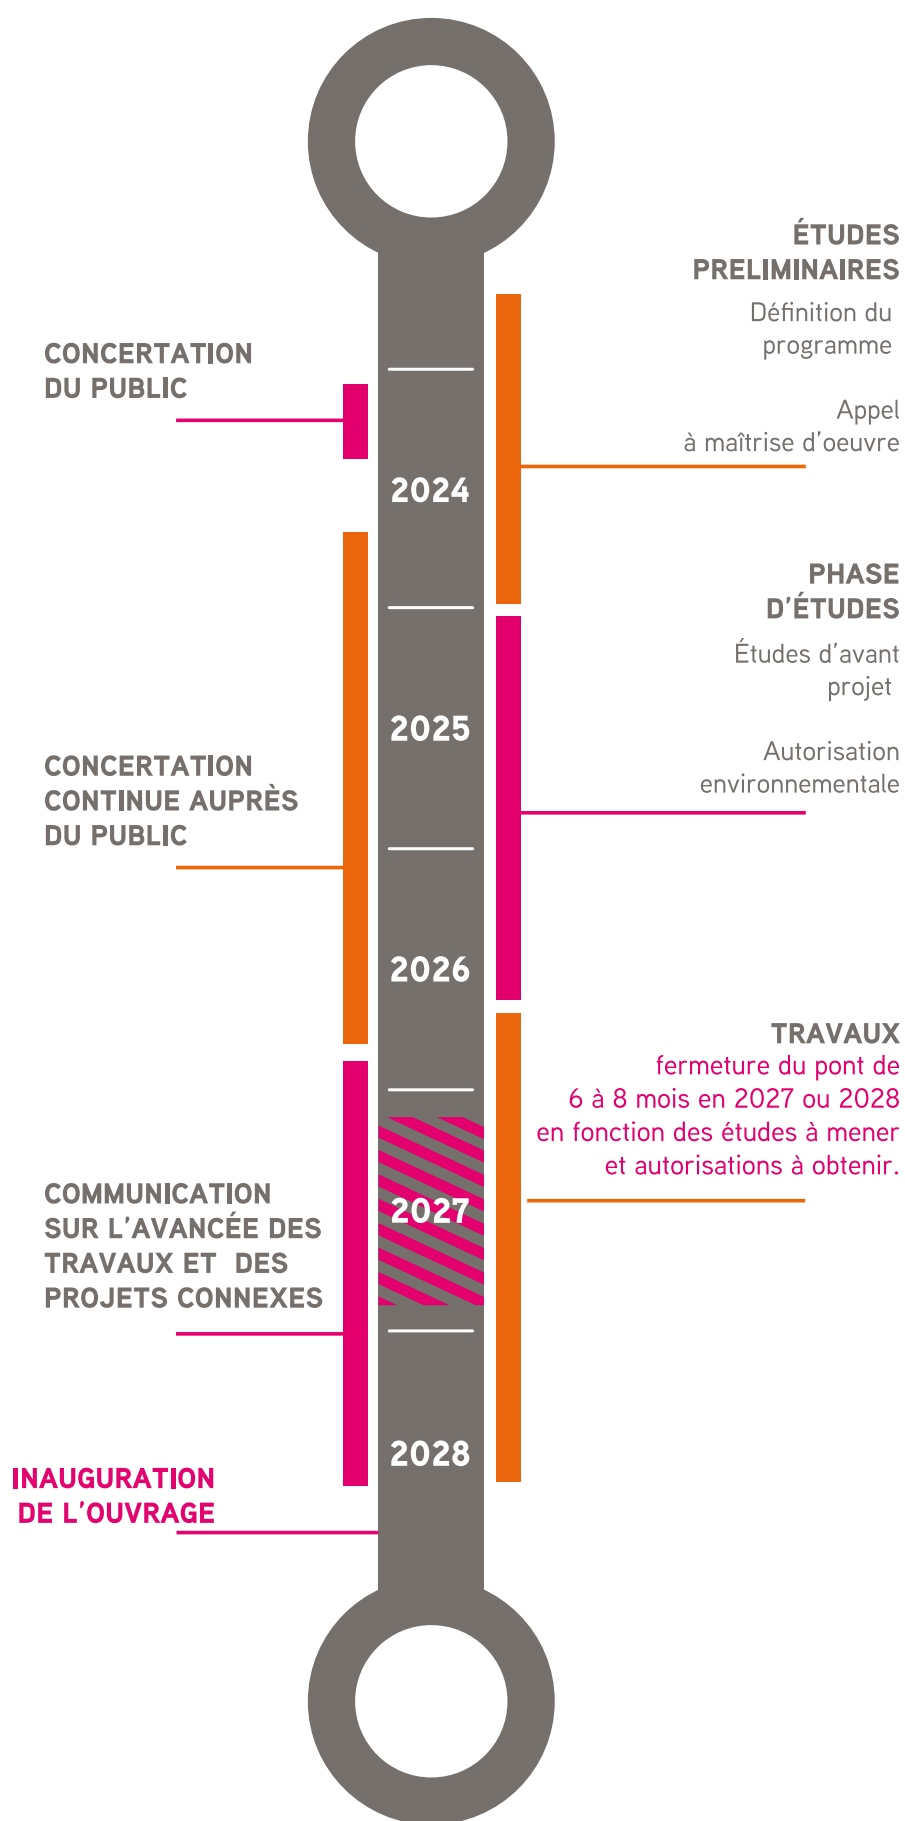 ÉTUDES
PRELIMINAIRES
Définition du
programme
Appel
à maîtrise d'oeuvre
CONCERTATION
DU PUBLIC
2024
PHASE
D'ÉTUDES
Études d'avant
projet
Autorisation
environnementale
2025
CONCERTATION
CONTINUE AUPRÈS
DU PUBLIC
2026
TRAVAUX
fermeture du pont de
6 à 8 mois en 2027 ou 2028
en fonction des études à mener
et autorisations à obtenir.
2027
COMMUNICATION
SUR L'AVANCÉE DES
TRAVAUX ET DES
PROJETS CONNEXES
2028
INAUGURATION
DE L'OUVRAGE